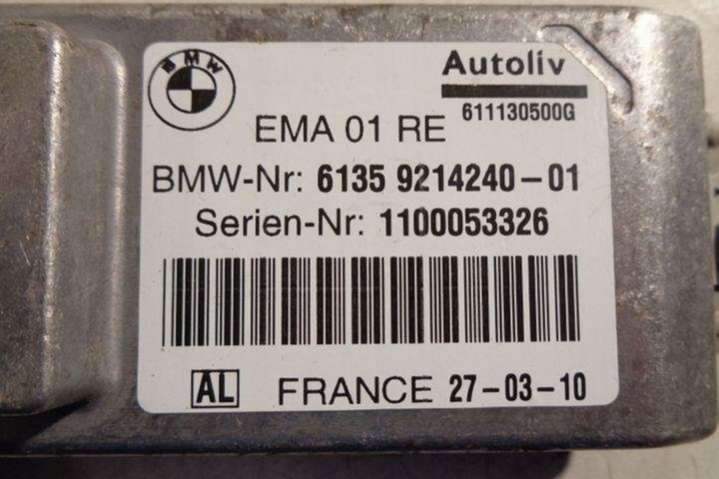 BMW
Autoliv
611130500G
EMA 01 RE
BMW-Nr: 6135 9214240-01
Serien-Nr: 1100053326
AL FRANCE 27-03-10